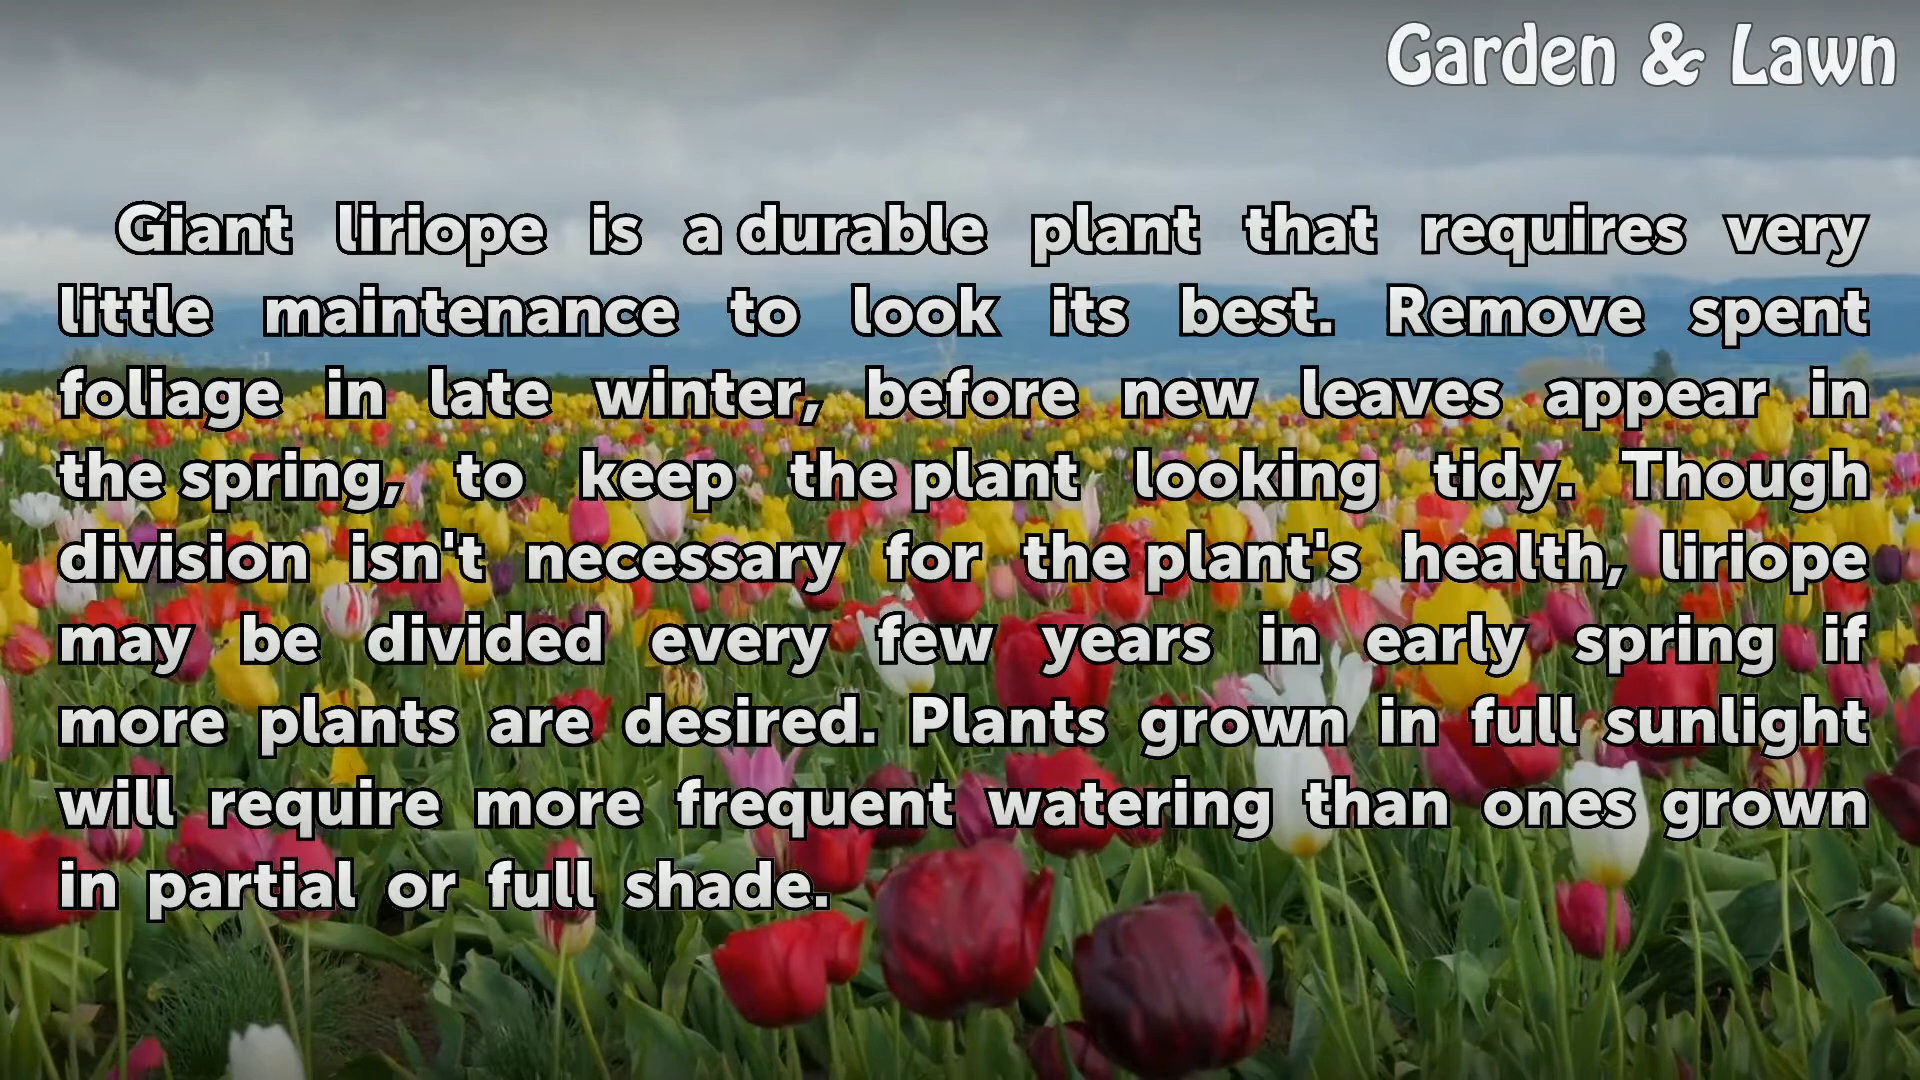 Garden & Lawn
Giant liriope is a durable plant that requires very
little maintenance to look its best. Remove spent
foliage in late winter, before new leaves appear in
the spring, to keep the plant looking tidy. Though
division isn't necessary for the plant's health, liriope
may be divided every few years in early spring if
more plants are desired. Plants grown in full sunlight
will require more frequent watering than ones grown
in partial or full shade.